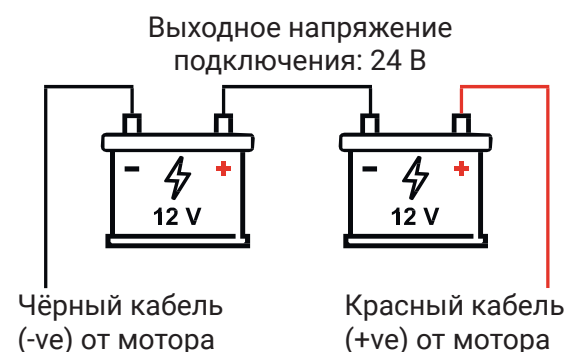 Выходное напряжение
подключения: 24 В
- +
12 V
- +
12 V
Чёрный кабель
(-ve) от мотора
Красный кабель
(+ve) от мотора